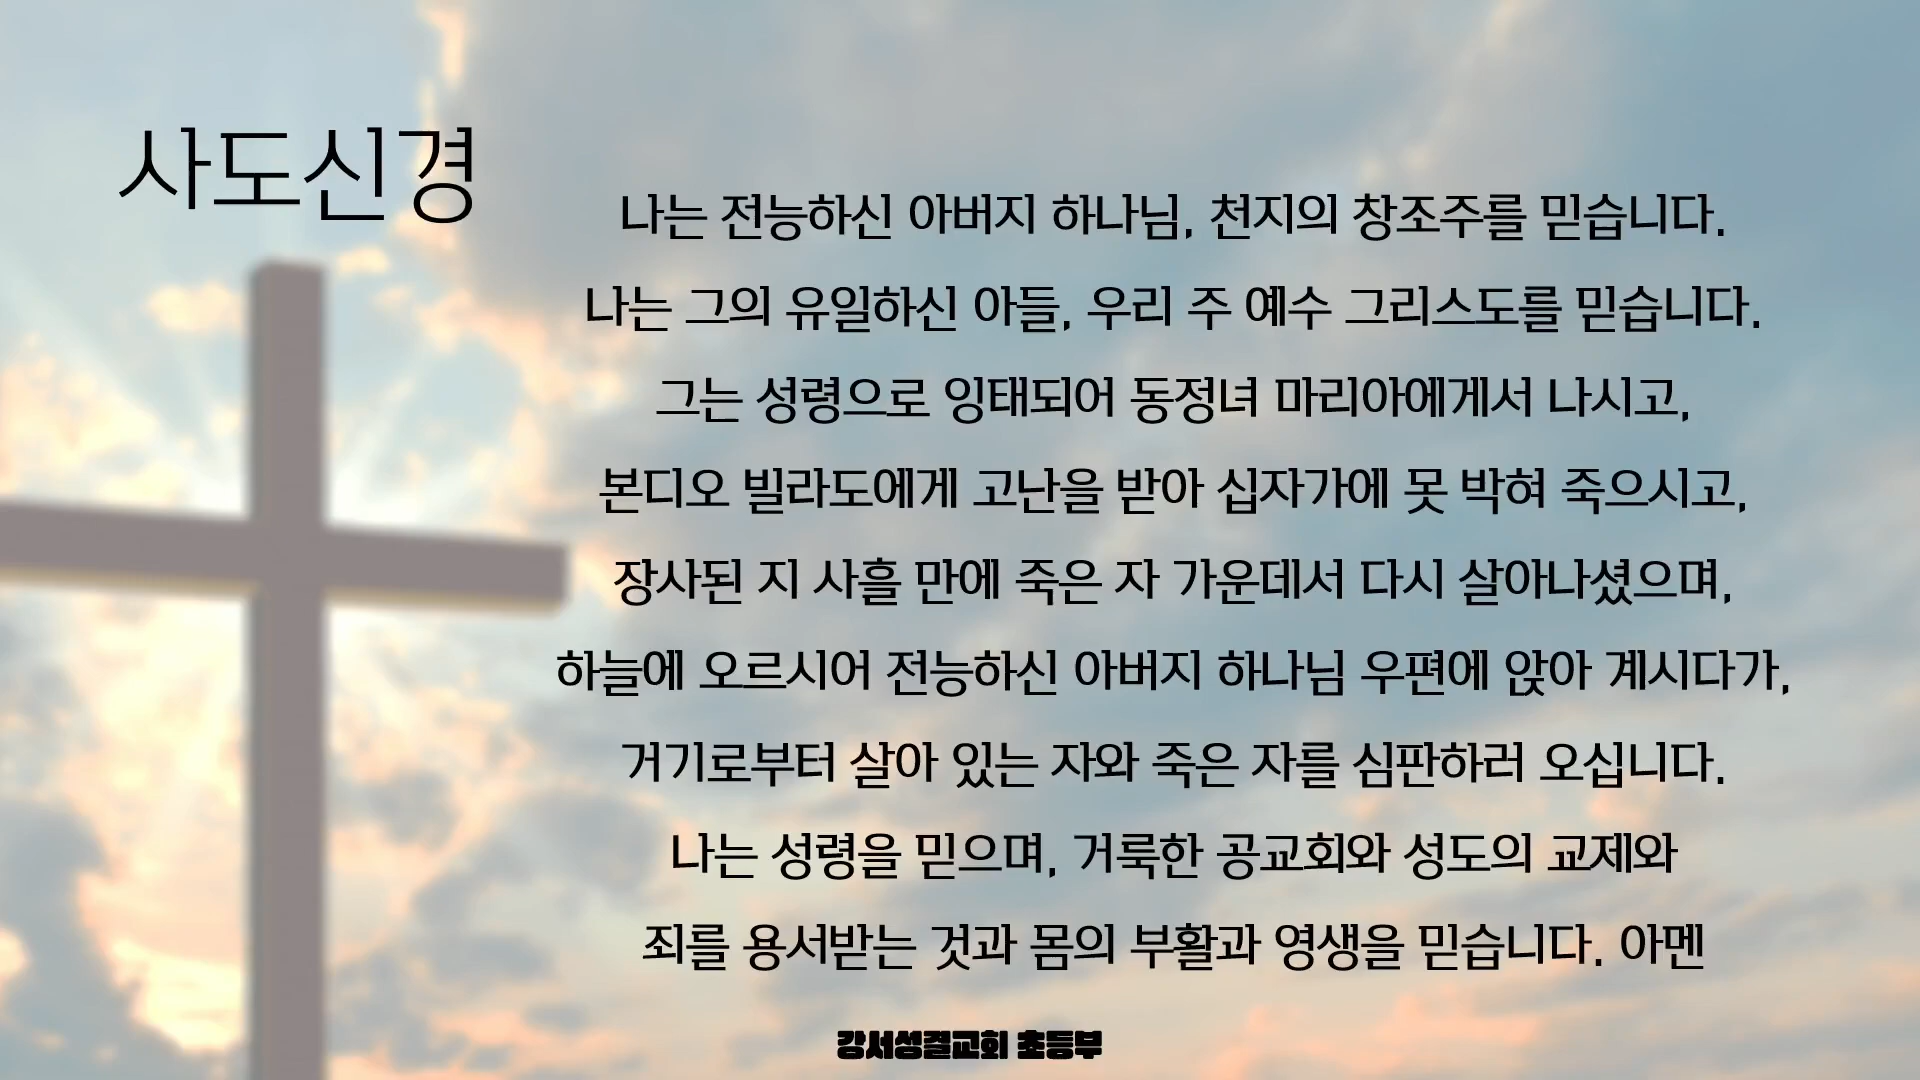 사도신경
나는 전능하신 아버지 하나님, 천지의 창조주를 믿습니다.
나는 그의 유일하신 아들, 우리 주 예수 그리스도를 믿습니다.
그는 성령으로 잉태되어 동정녀 마리아에게서 나시고,
본디오 빌라도에게 고난을 받아 십자가에 못 박혀 죽으시고,
장사된 지 사흘 만에 죽은 자 가운데서 다시 살아나셨으며,
하늘에 오르시어 전능하신 아버지 하나님 우편에 앉아 계시다가,
거기로부터 살아 있는 자와 죽은 자를 심판하러 오십니다.
나는 성령을 믿으며, 거룩한 공교회와 성도의 교제와
죄를 용서받는 것과 몸의 부활과 영생을 믿습니다. 아멘
강서성결교회 초등부